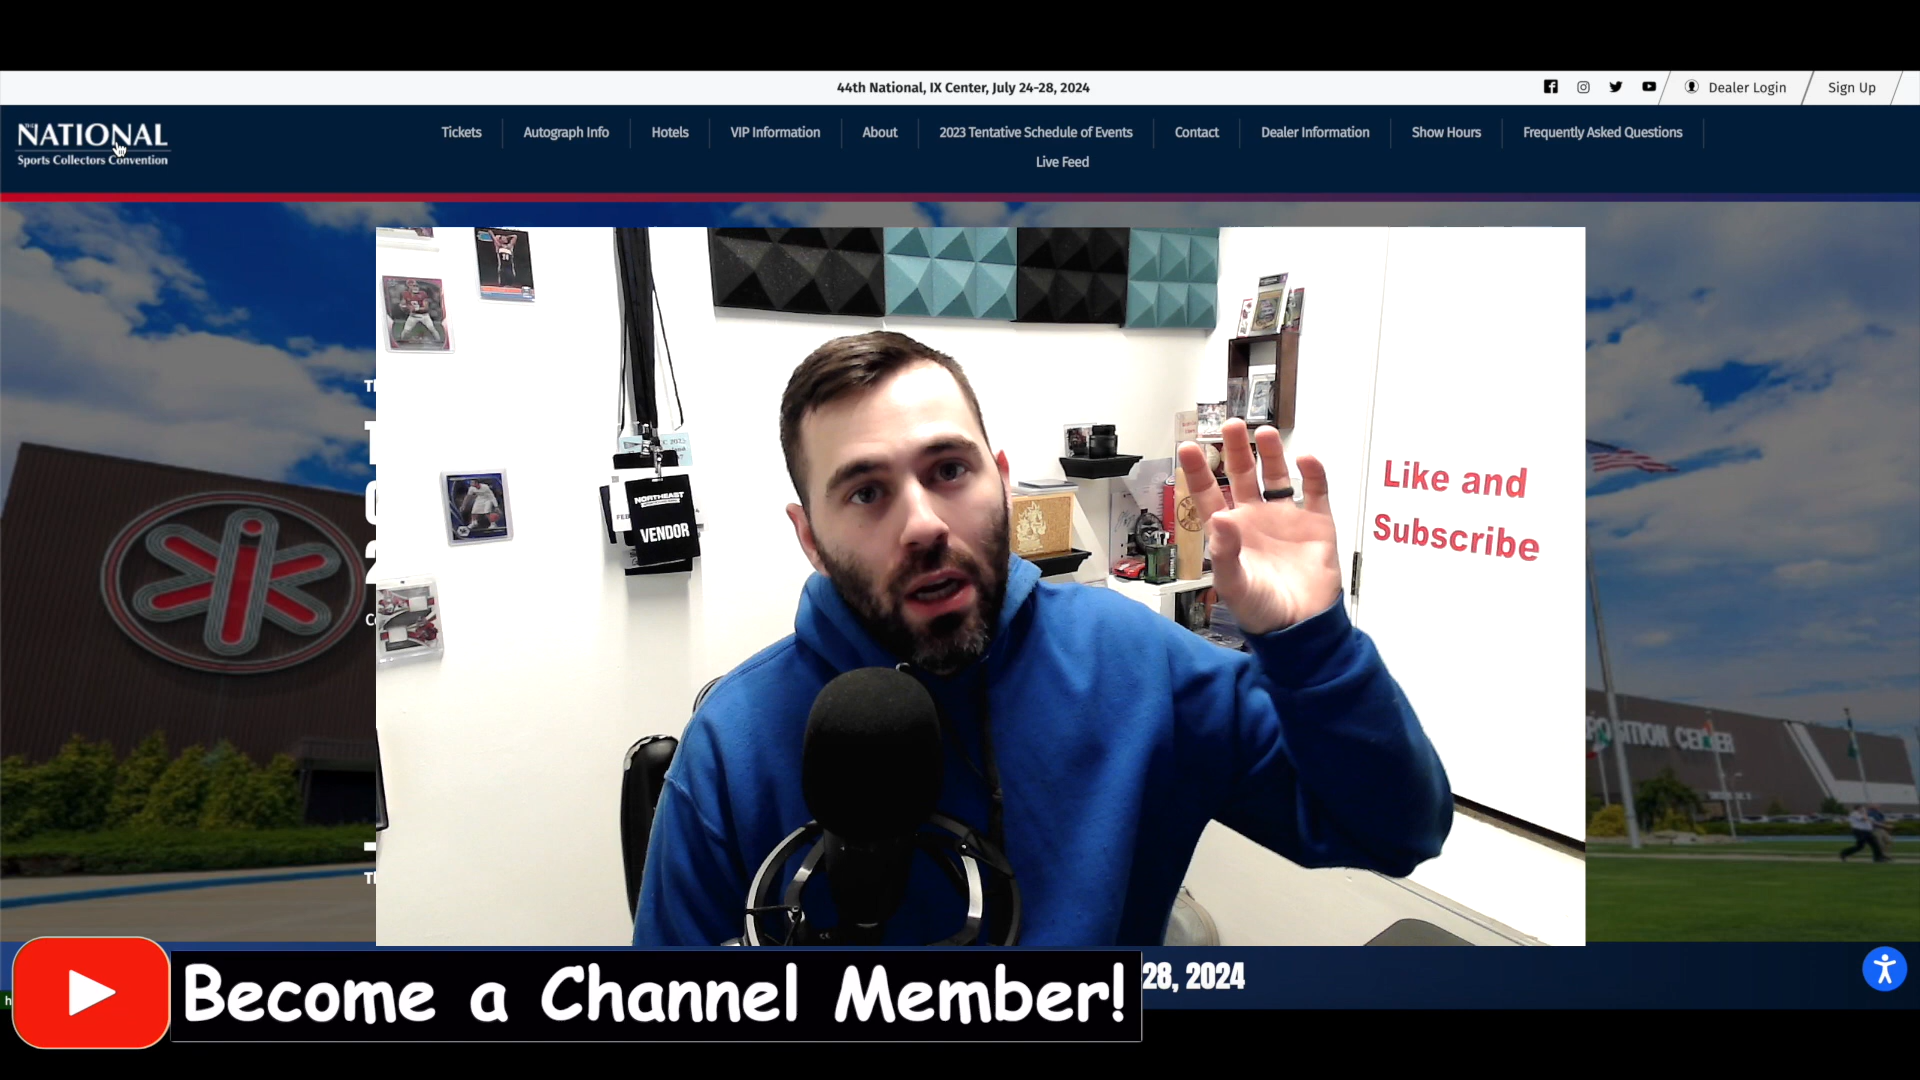 44th National, IX Center, July 24-28, 2024
Dealer Login
Sign Up
THE
NATIONAL
Sports Collectors Convention
Tickets
Autograph Info
Hotels
VIP Information
About
2023 Tentative Schedule of Events
Contact
Dealer Information
Show Hours
Frequently Asked Questions
Live Feed
Like and
Subscribe
NORTHEAST
VENDOR
FEB
28, 2024
Become a Channel Member!